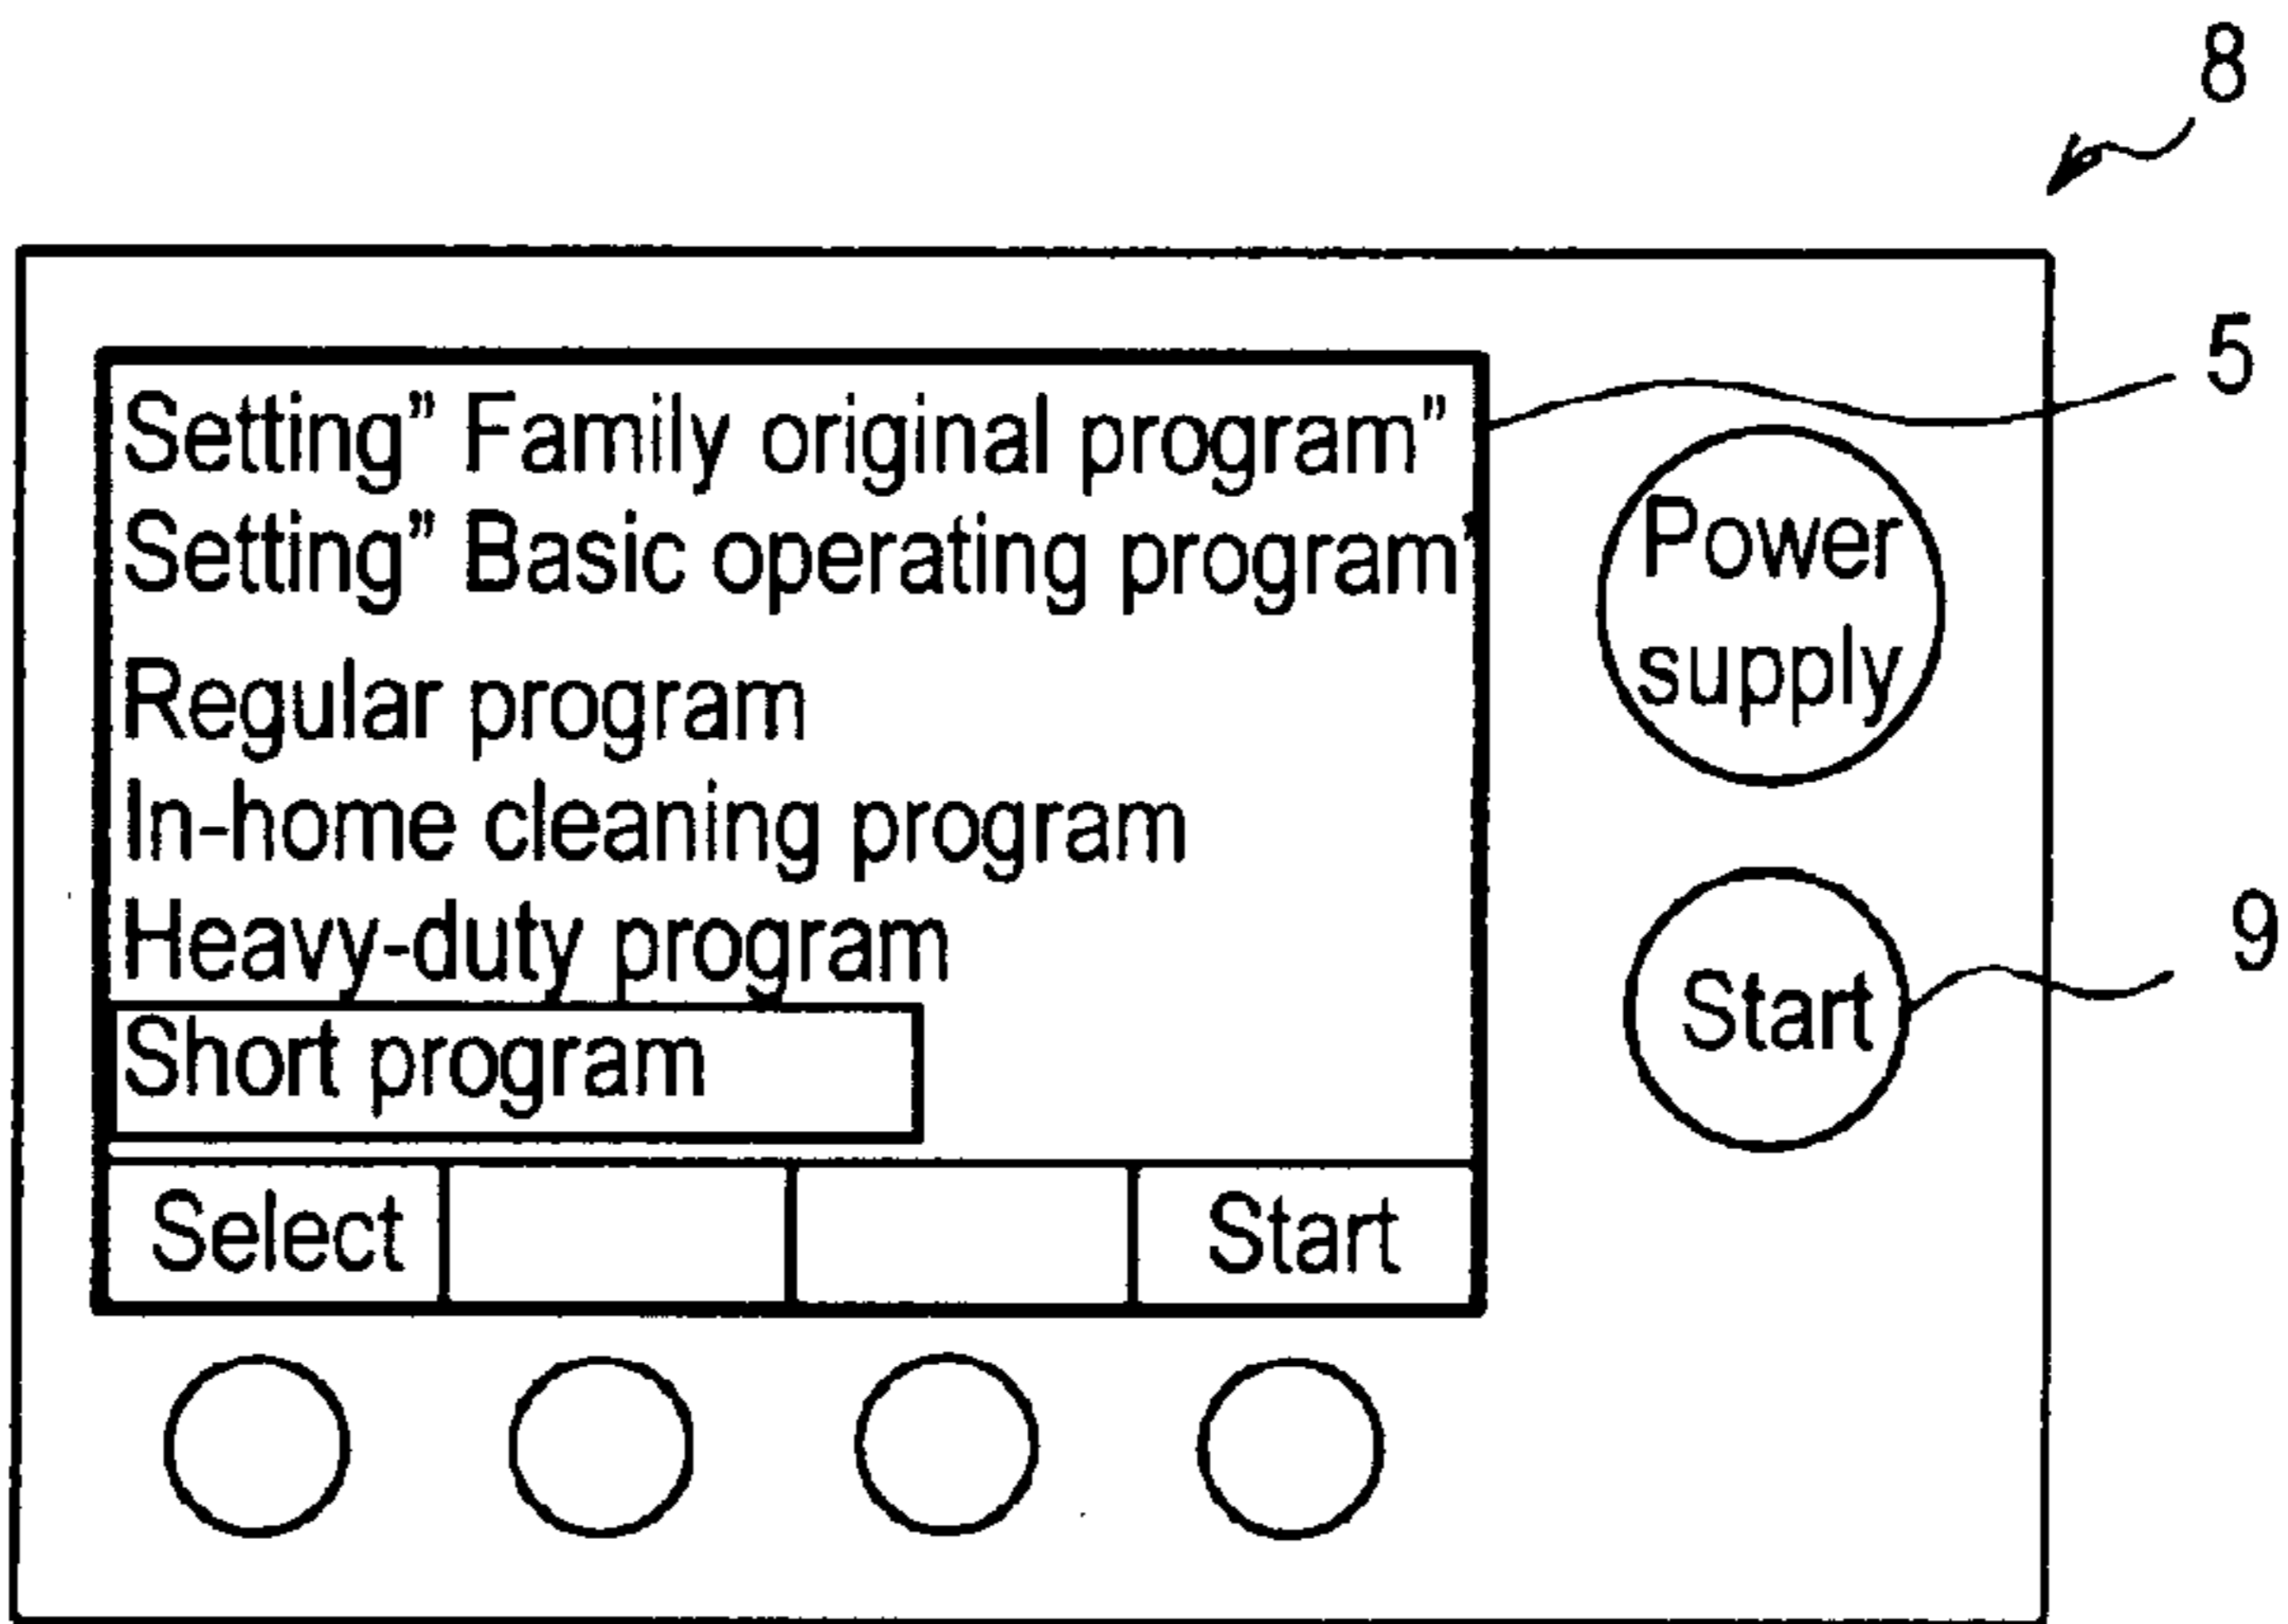 8
5
Setting” Family original program”
Setting” Basic operating program”
Regular program
In-home cleaning program
Heavy-duty program
Short program
Select
Start
Power
supply
Start
9